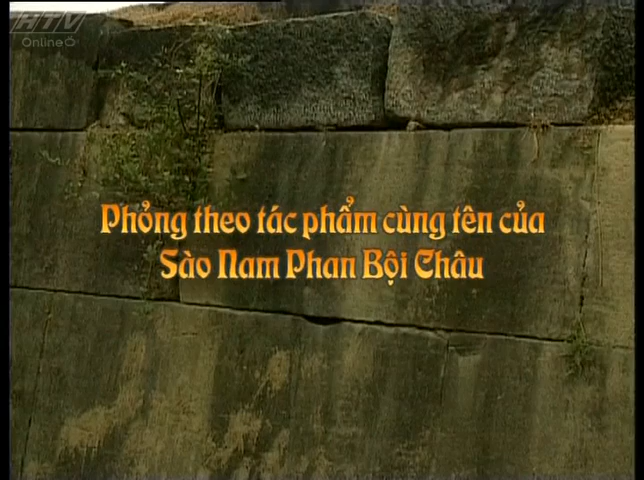 HTV
Online
Phỏng theo tác phẩm cùng tên của
Sào Nam Phan Bội Châu